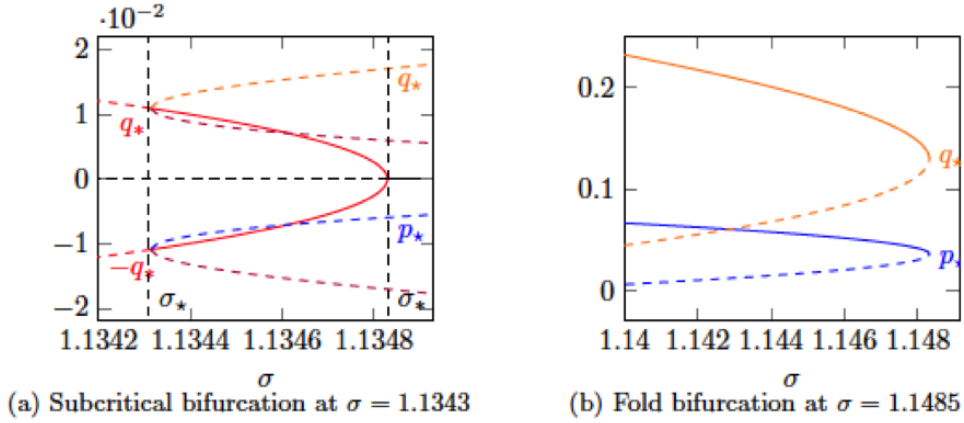 ·10⁻²
2
1
0
−1
−2
q⋆
q∗
p⋆
−q∗
σ⋆
σ∗
1.1342 1.1344 1.1346 1.1348
σ
(a) Subcritical bifurcation at σ = 1.1343
0.2
0.1
0
q⋆
p⋆
1.14 1.142 1.144 1.146 1.148
σ
(b) Fold bifurcation at σ = 1.1485